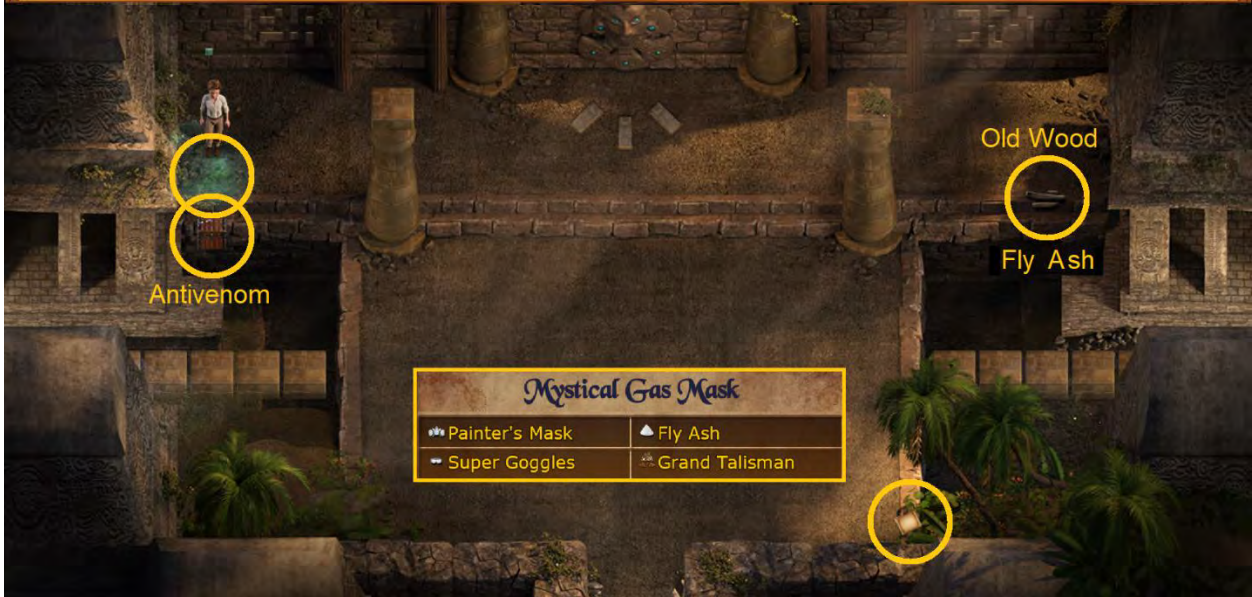 Old Wood
Fly Ash
Antivenom
Mystical Gas Mask
Painter's Mask
Fly Ash
Super Goggles
Grand Talisman